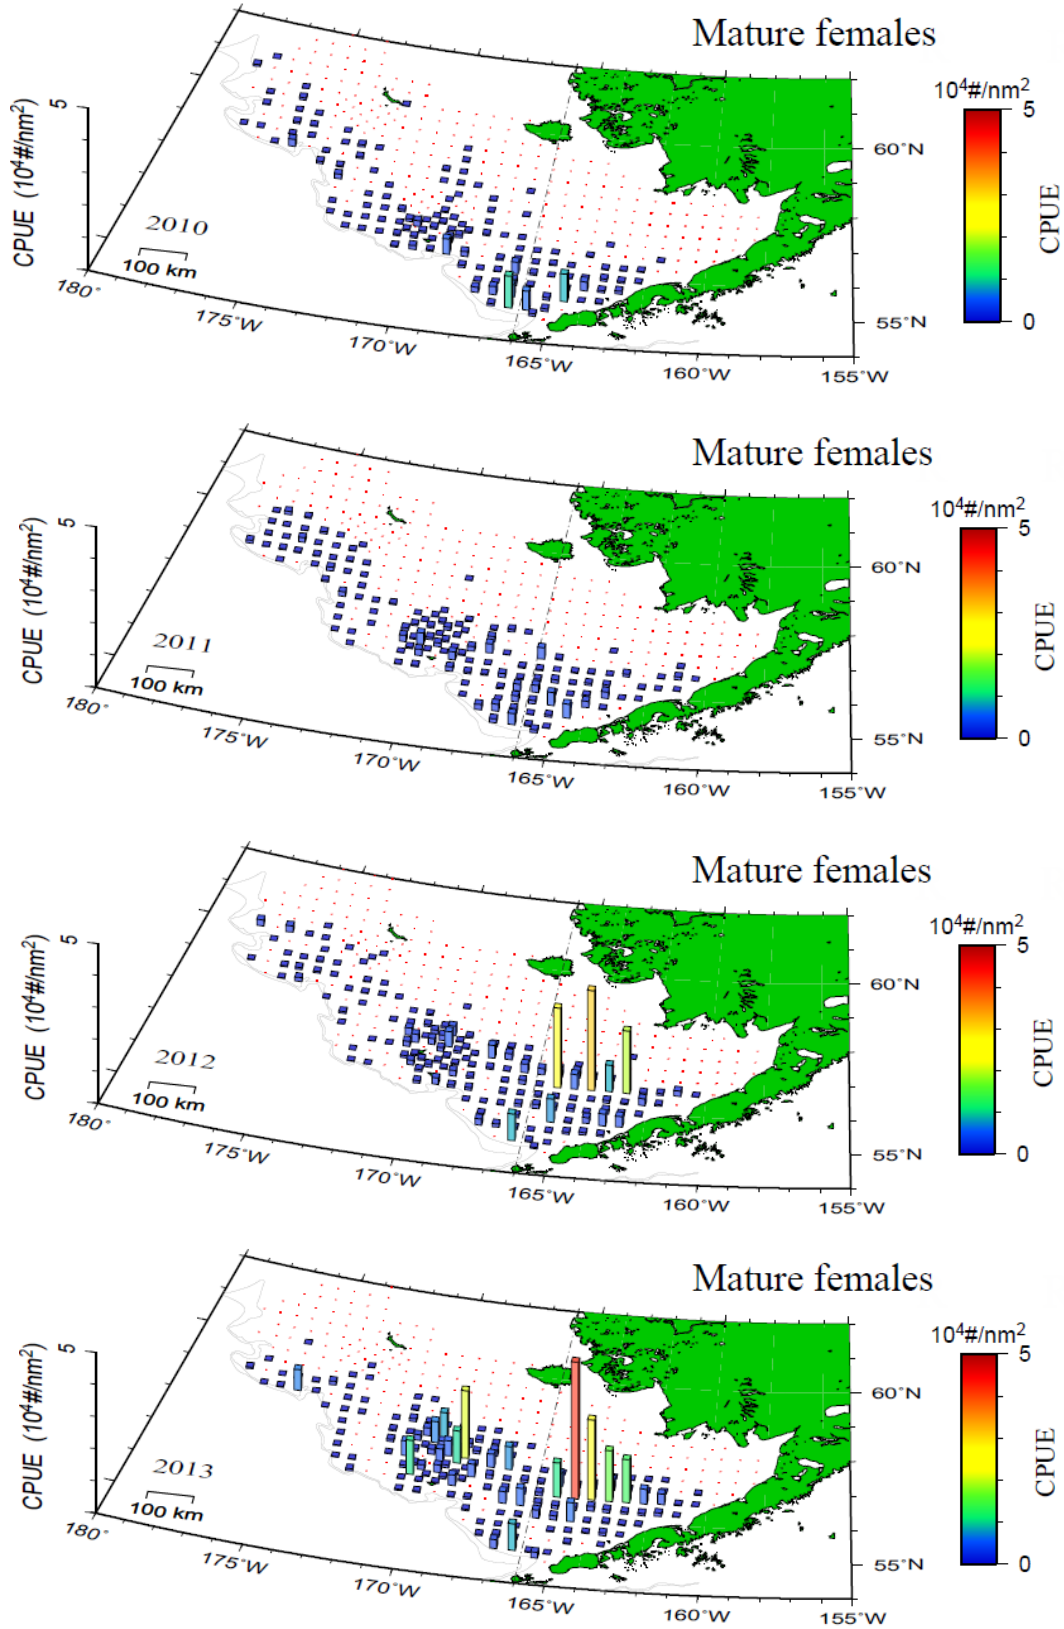 Mature females
10⁴#/nm²
5
CPUE
0
5
CPUE (10⁴#/nm²)
2010
100 km
60˚N
55˚N
180˚
175˚W
170˚W
165˚W
160˚W
155˚W
Mature females
10⁴#/nm²
5
CPUE
0
5
CPUE (10⁴#/nm²)
2011
100 km
60˚N
55˚N
180˚
175˚W
170˚W
165˚W
160˚W
155˚W
Mature females
10⁴#/nm²
5
CPUE
0
5
CPUE (10⁴#/nm²)
2012
100 km
60˚N
55˚N
180˚
175˚W
170˚W
165˚W
160˚W
155˚W
Mature females
10⁴#/nm²
5
CPUE
0
5
CPUE (10⁴#/nm²)
2013
100 km
60˚N
55˚N
180˚
175˚W
170˚W
165˚W
160˚W
155˚W